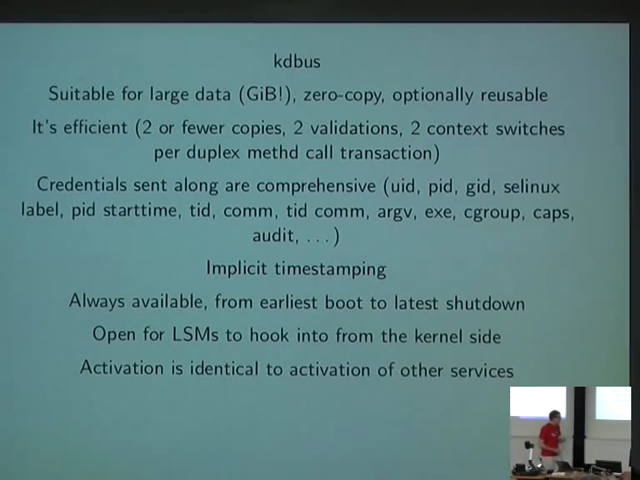 kdbus
Suitable for large data (GiB!), zero-copy, optionally reusable
It's efficient (2 or fewer copies, 2 validations, 2 context switches
per duplex methd call transaction)
Credentials sent along are comprehensive (uid, pid, gid, selinux
label, pid starttime, tid, comm, tid comm, argv, exe, cgroup, caps,
audit, . . . )
Implicit timestamping
Always available, from earliest boot to latest shutdown
Open for LSMs to hook into from the kernel side
Activation is identical to activation of other services